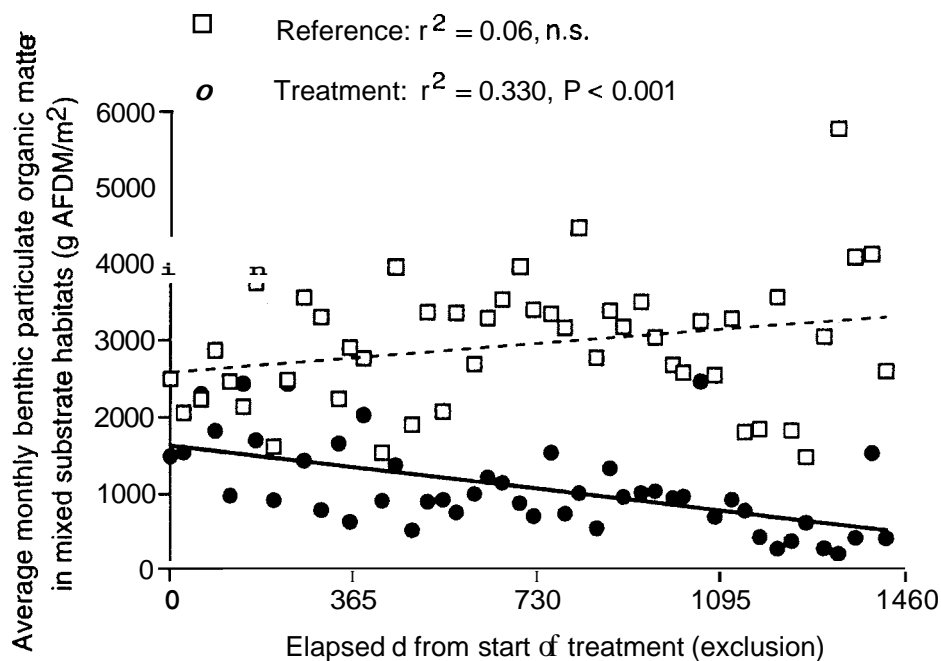 Reference: r² = 0.06, n.s.
o Treatment: r² = 0.330, P < 0.001
Average monthly benthic particulate organic matter
in mixed substrate habitats (g AFDM/m²)
6000
5000
4000
i n
3000
2000
1000
0
0 365 730 1095 1460
Elapsed d from start of treatment (exclusion)